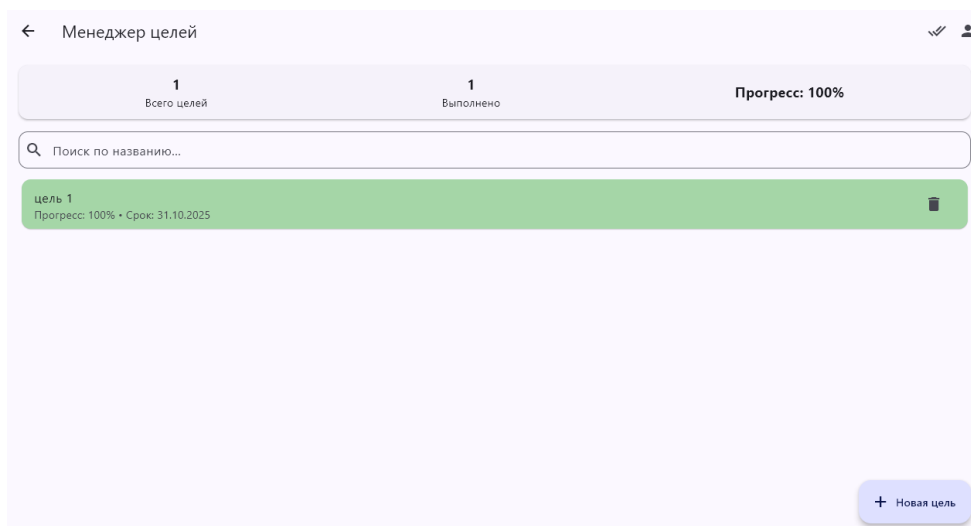 Менеджер целей
1
Всего целей
1
Выполнено
Прогресс: 100%
Поиск по названию...
цель 1
Прогресс: 100% • Срок: 31.10.2025
Новая цель